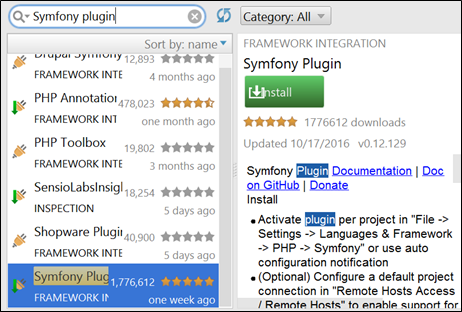 Symfony plugin
Category: All
Sort by: name
12,893
FRAMEWORK INTE
4 months ago
PHP Annotation
478,023
FRAMEWORK INTE
one month ago
PHP Toolbox
19,802
FRAMEWORK INTE
3 months ago
SensioLabsInsigl
18,254
INSPECTION
5 days ago
Shopware Plugin
40,900
FRAMEWORK INTE
5 days ago
Symfony Plug
1,776,612
FRAMEWORK IN
one week ago
FRAMEWORK INTEGRATION
Symfony Plugin
Install
1776612 downloads
Updated 10/17/2016 v0.12.129
Symfony Plugin Documentation | Doc
on GitHub | Donate
Install
• Activate plugin per project in "File ->
Settings -> Languages & Framework
-> PHP -> Symfony" or use auto
configuration notification
• (Optional) Configure a default project
connection in "Remote Hosts Access
/ Remote Hosts" to enable support for